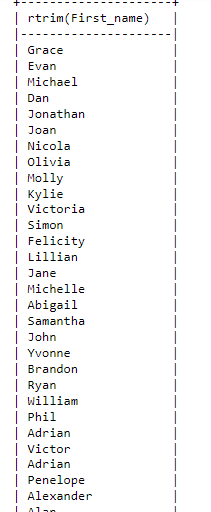 rtrim(First_name)
Grace
Evan
Michael
Dan
Jonathan
Joan
Nicola
Olivia
Molly
Kylie
Victoria
Simon
Felicity
Lillian
Jane
Michelle
Abigail
Samantha
John
Yvonne
Brandon
Ryan
William
Phil
Adrian
Victor
Adrian
Penelope
Alexander